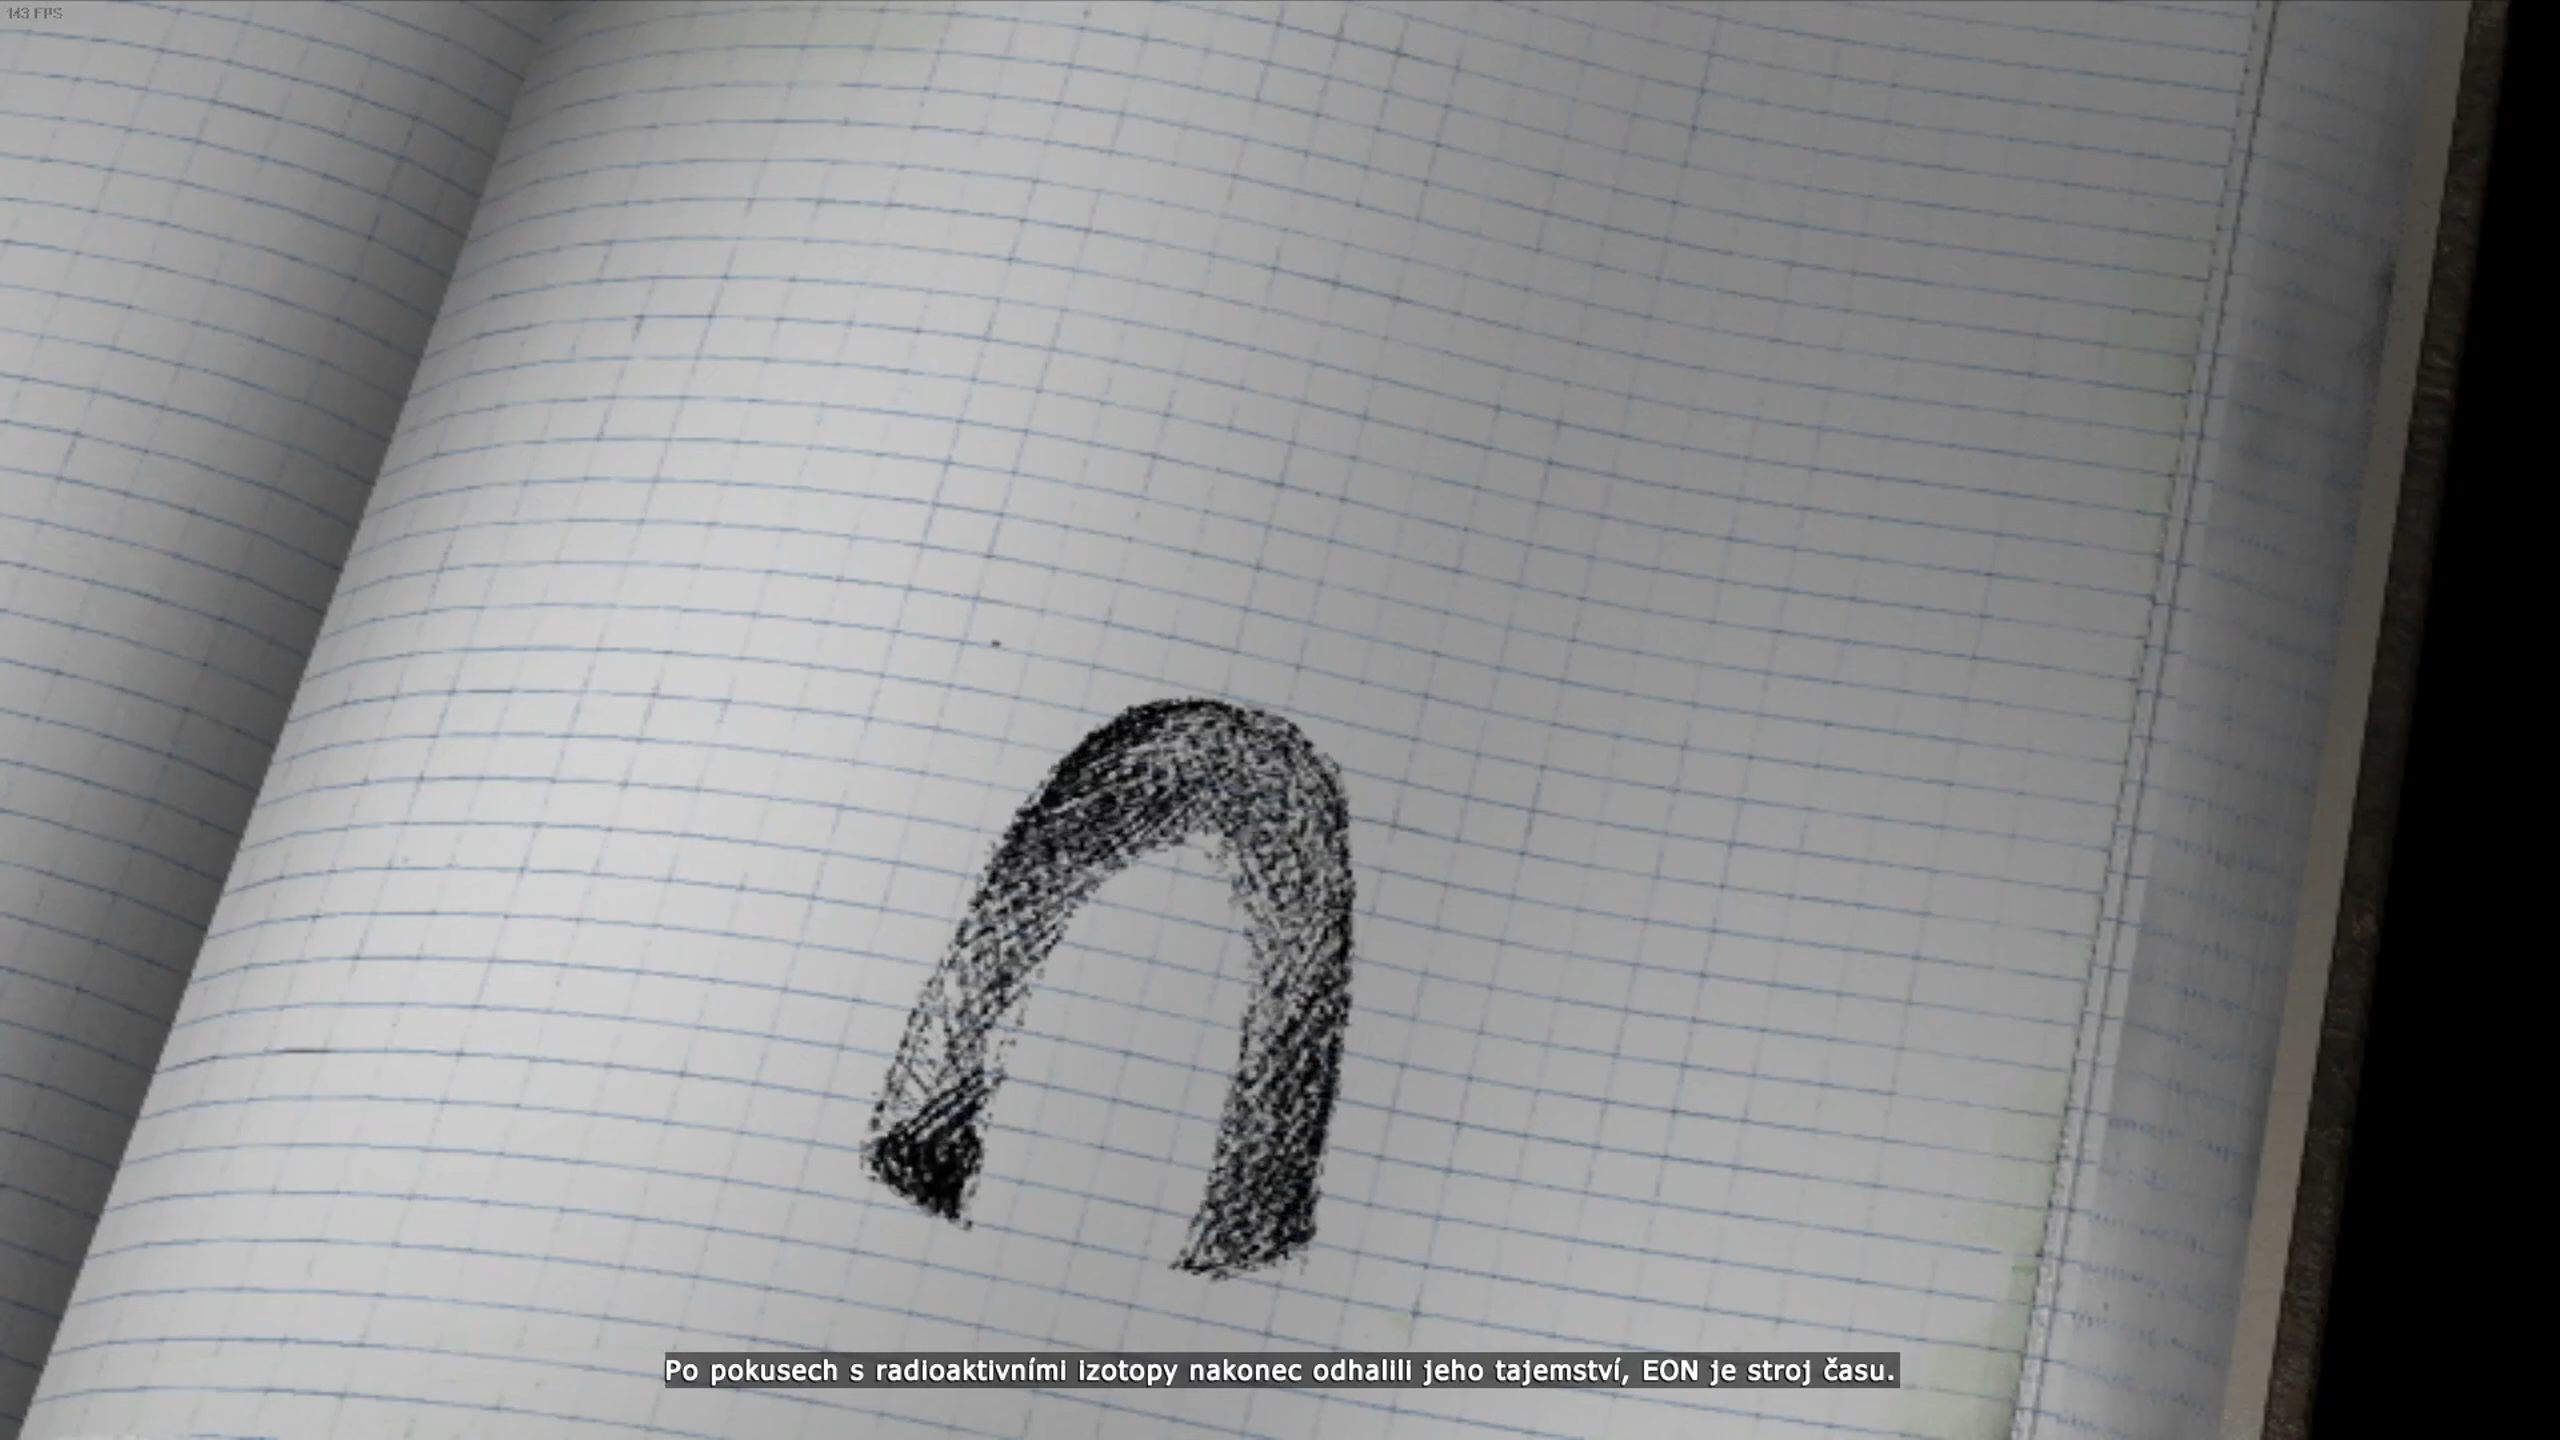 143 FPS
Po pokusech s radioaktivními izotopy nakonec odhalili jeho tajemství, EON je stroj času.